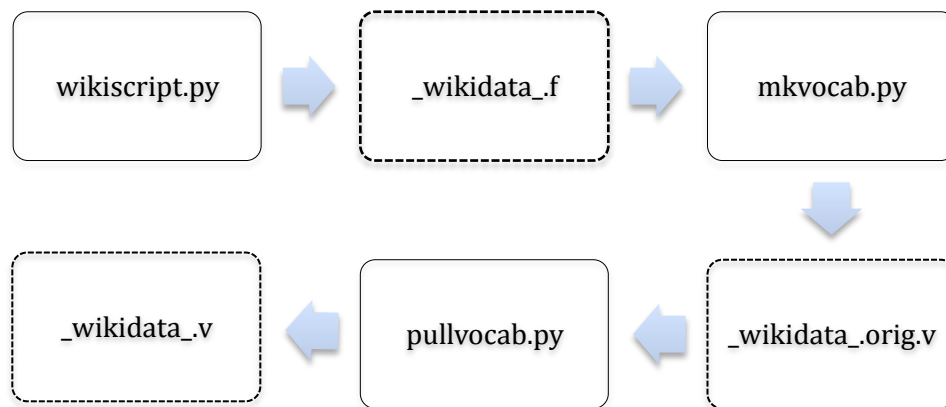 wikiscript.py
_wikidata_.f
mkvocab.py
_wikidata_.orig.v
pullvocab.py
_wikidata_.v